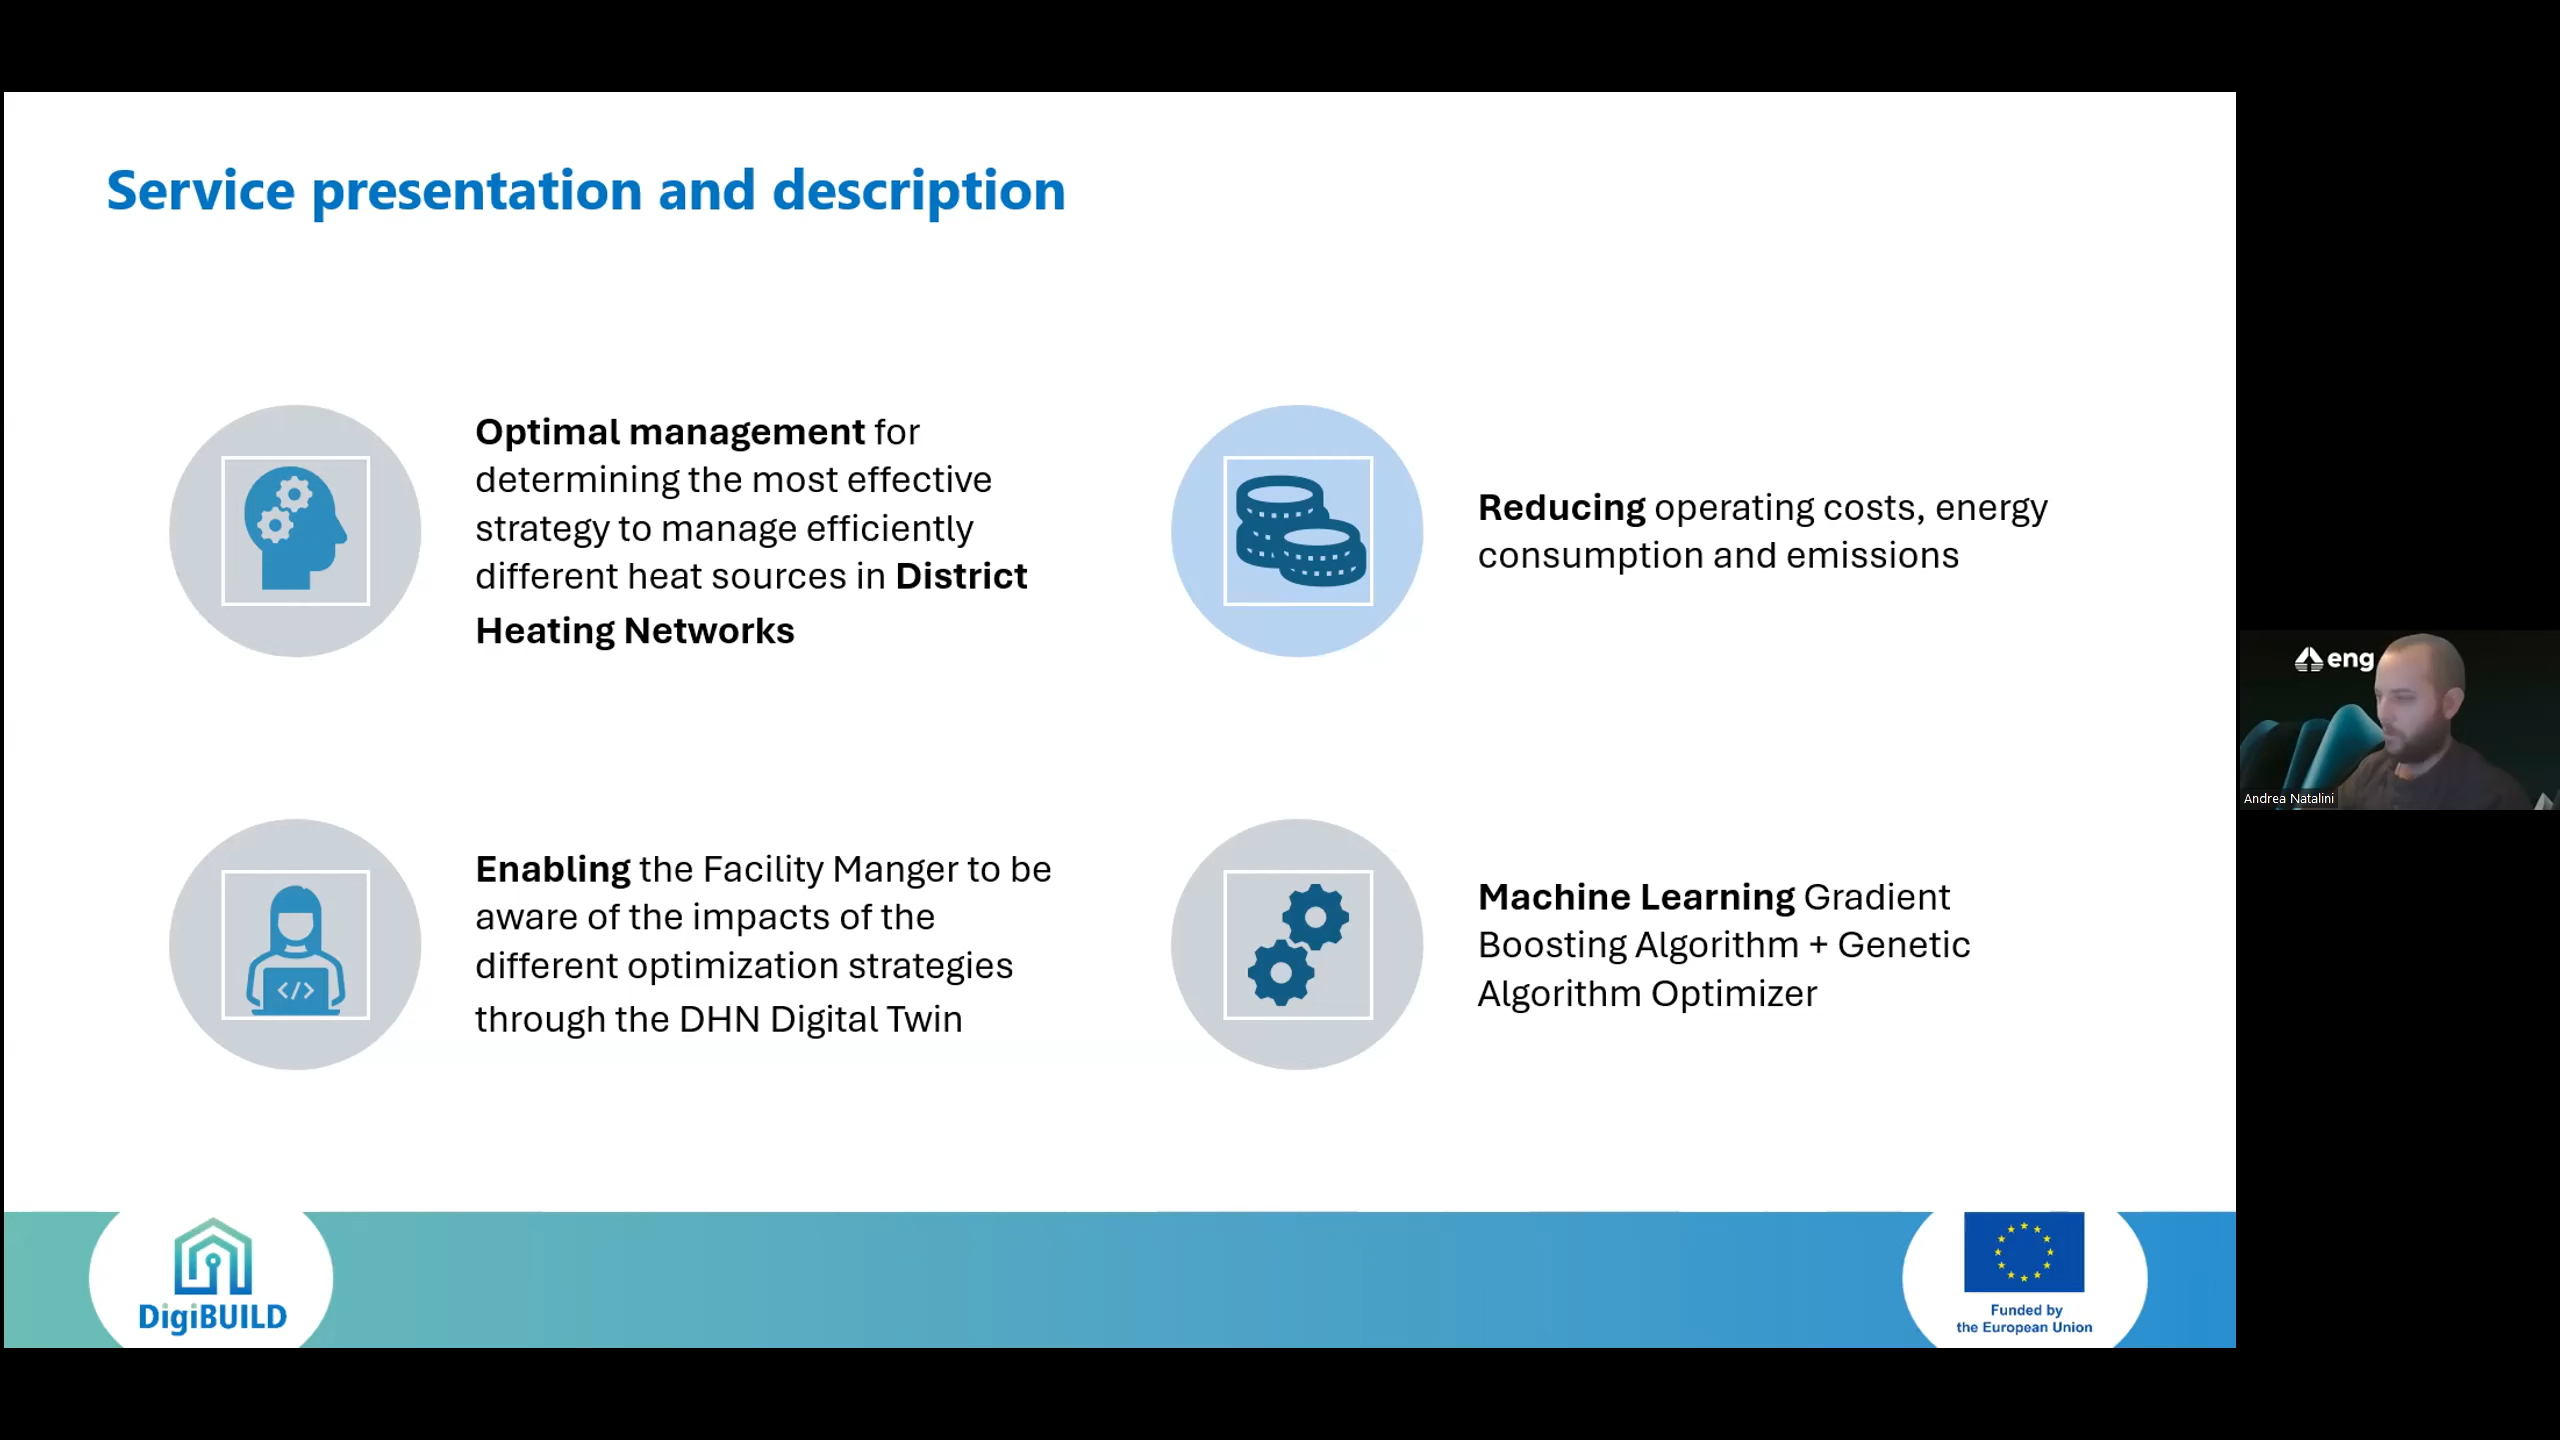 Service presentation and description
Optimal management for
determining the most effective
strategy to manage efficiently
different heat sources in District
Heating Networks
Reducing operating costs, energy
consumption and emissions
Enabling the Facility Manger to be
aware of the impacts of the
different optimization strategies
through the DHN Digital Twin
</>
Machine Learning Gradient
Boosting Algorithm + Genetic
Algorithm Optimizer
eng
Andrea Natalini
DigiBUILD
Funded by
the European Union